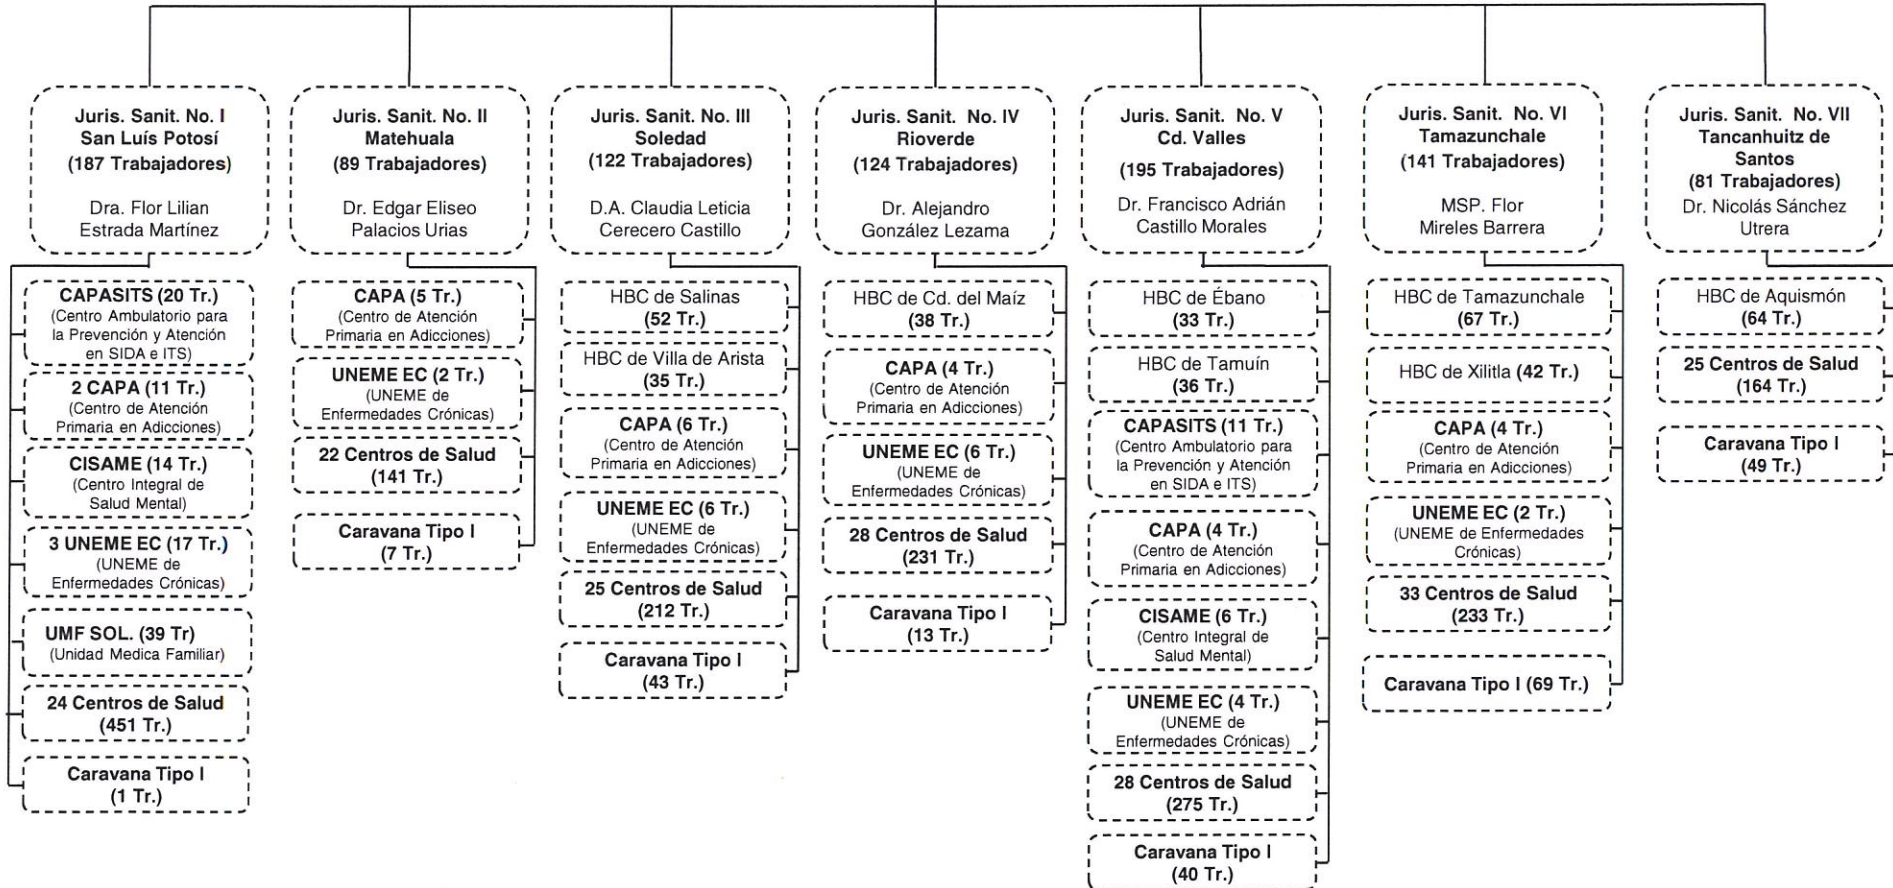 Juris. Sanit. No. I
San Luís Potosí
(187 Trabajadores)
Dra. Flor Lilian
Estrada Martínez
CAPASITS (20 Tr.)
(Centro Ambulatorio para
la Prevención y Atención
en SIDA e ITS)
2 CAPA (11 Tr.)
(Centro de Atención
Primaria en Adicciones)
CISAME (14 Tr.)
(Centro Integral de
Salud Mental)
3 UNEME EC (17 Tr.)
(UNEME de
Enfermedades Crónicas)
UMF SOL. (39 Tr)
(Unidad Medica Familiar)
24 Centros de Salud
(451 Tr.)
Caravana Tipo I
(1 Tr.)
Juris. Sanit. No. II
Matehuala
(89 Trabajadores)
Dr. Edgar Eliseo
Palacios Urias
CAPA (5 Tr.)
(Centro de Atención
Primaria en Adicciones)
UNEME EC (2 Tr.)
(UNEME de
Enfermedades Crónicas)
22 Centros de Salud
(141 Tr.)
Caravana Tipo I
(7 Tr.)
Juris. Sanit. No. III
Soledad
(122 Trabajadores)
D.A. Claudia Leticia
Cerecero Castillo
HBC de Salinas
(52 Tr.)
HBC de Villa de Arista
(35 Tr.)
CAPA (6 Tr.)
(Centro de Atención
Primaria en Adicciones)
UNEME EC (6 Tr.)
(UNEME de
Enfermedades Crónicas)
25 Centros de Salud
(212 Tr.)
Caravana Tipo I
(43 Tr.)
Juris. Sanit. No. IV
Rioverde
(124 Trabajadores)
Dr. Alejandro
González Lezama
HBC de Cd. del Maíz
(38 Tr.)
CAPA (4 Tr.)
(Centro de Atención
Primaria en Adicciones)
UNEME EC (6 Tr.)
(UNEME de
Enfermedades Crónicas)
28 Centros de Salud
(231 Tr.)
Caravana Tipo I
(13 Tr.)
Juris. Sanit. No. V
Cd. Valles
(195 Trabajadores)
Dr. Francisco Adrián
Castillo Morales
HBC de Ébano
(33 Tr.)
HBC de Tamuín
(36 Tr.)
CAPASITS (11 Tr.)
(Centro Ambulatorio para
la Prevención y Atención
en SIDA e ITS)
CAPA (4 Tr.)
(Centro de Atención
Primaria en Adicciones)
CISAME (6 Tr.)
(Centro Integral de
Salud Mental)
UNEME EC (4 Tr.)
(UNEME de
Enfermedades Crónicas)
28 Centros de Salud
(275 Tr.)
Caravana Tipo I
(40 Tr.)
Juris. Sanit. No. VI
Tamazunchale
(141 Trabajadores)
MSP. Flor
Mireles Barrera
HBC de Tamazunchale
(67 Tr.)
HBC de Xilitla (42 Tr.)
CAPA (4 Tr.)
(Centro de Atención
Primaria en Adicciones)
UNEME EC (2 Tr.)
(UNEME de Enfermedades
Crónicas)
33 Centros de Salud
(233 Tr.)
Caravana Tipo I (69 Tr.)
Juris. Sanit. No. VII
Tancanhuitz de
Santos
(81 Trabajadores)
Dr. Nicolás Sánchez
Utrera
HBC de Aquismón
(64 Tr.)
25 Centros de Salud
(164 Tr.)
Caravana Tipo I
(49 Tr.)